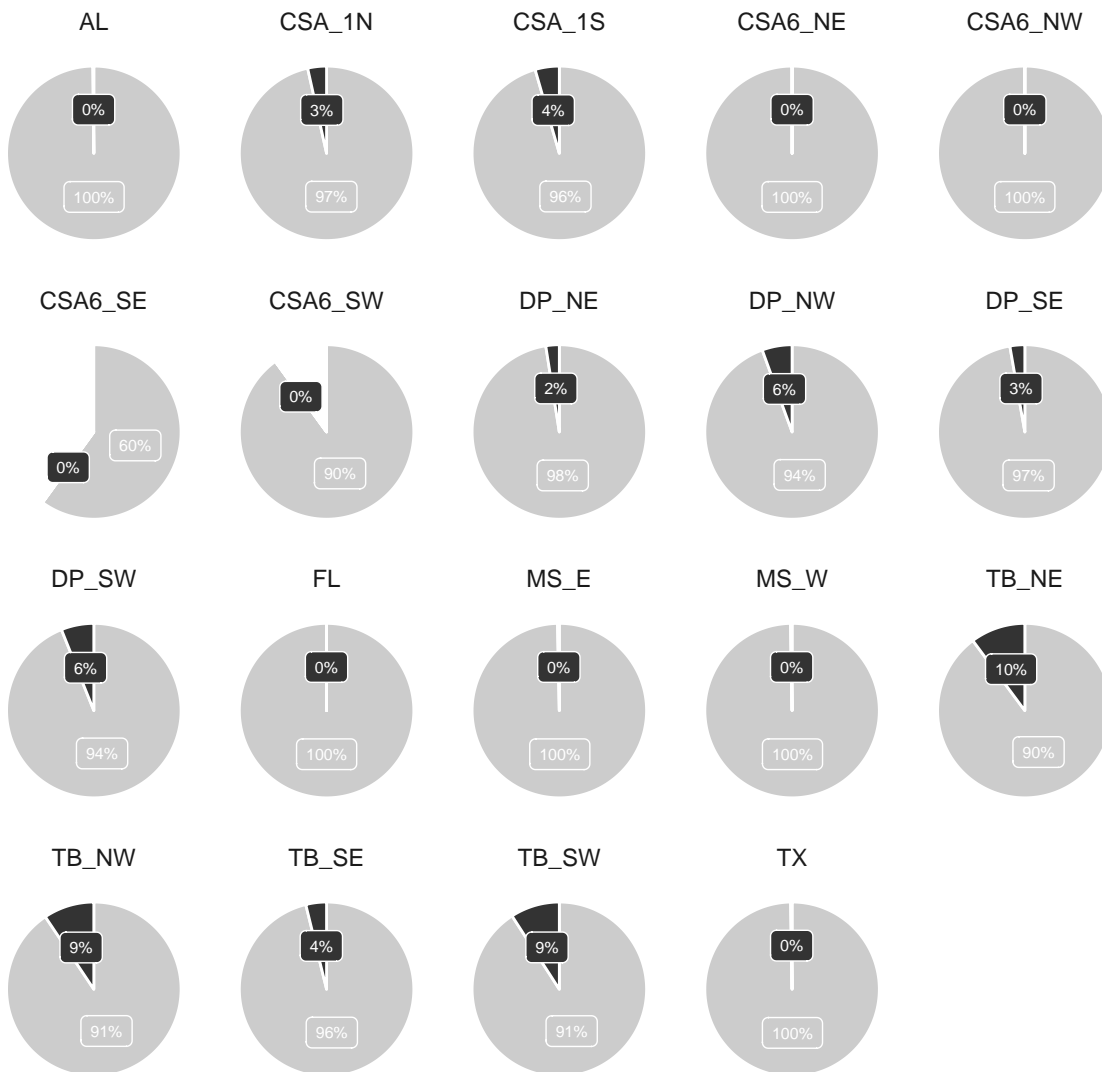 AL CSA_1N CSA_1S CSA6_NE CSA6_NW
0% 3% 4% 0% 0%
100% 97% 96% 100% 100%
CSA6_SE CSA6_SW DP_NE DP_NW DP_SE
0% 0% 2% 6% 3%
60% 90% 98% 94% 97%
DP_SW FL MS_E MS_W TB_NE
6% 0% 0% 0% 10%
94% 100% 100% 100% 90%
TB_NW TB_SE TB_SW TX
9% 4% 9% 0%
91% 96% 91% 100%